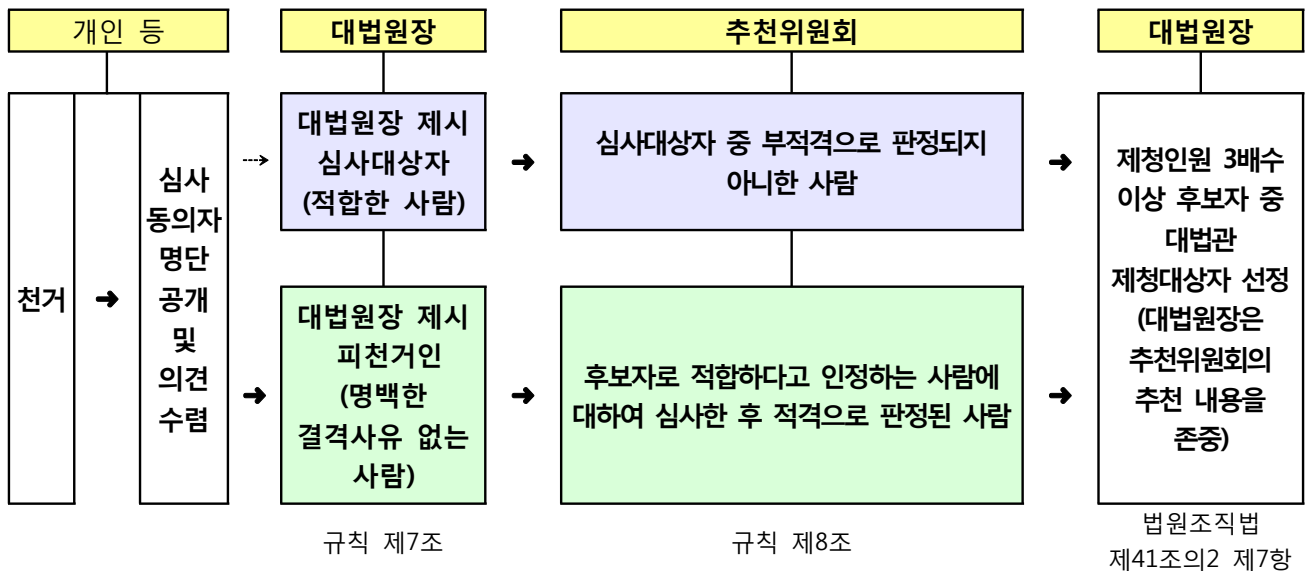 개인 등
대법원장
추천위원회
대법원장
천거
➜
심사
동의자
명단
공개
및
의견
수렴
대법원장 제시
심사대상자
(적합한 사람)
➜
심사대상자 중 부적격으로 판정되지
아니한 사람
➜
➜
대법원장 제시
피천거인
(명백한
결격사유 없는
사람)
➜
후보자로 적합하다고 인정하는 사람에
대하여 심사한 후 적격으로 판정된 사람
➜
제청인원 3배수
이상 후보자 중
대법관
제청대상자 선정
(대법원장은
추천위원회의
추천 내용을
존중)
규칙 제7조
규칙 제8조
법원조직법
제41조의2 제7항